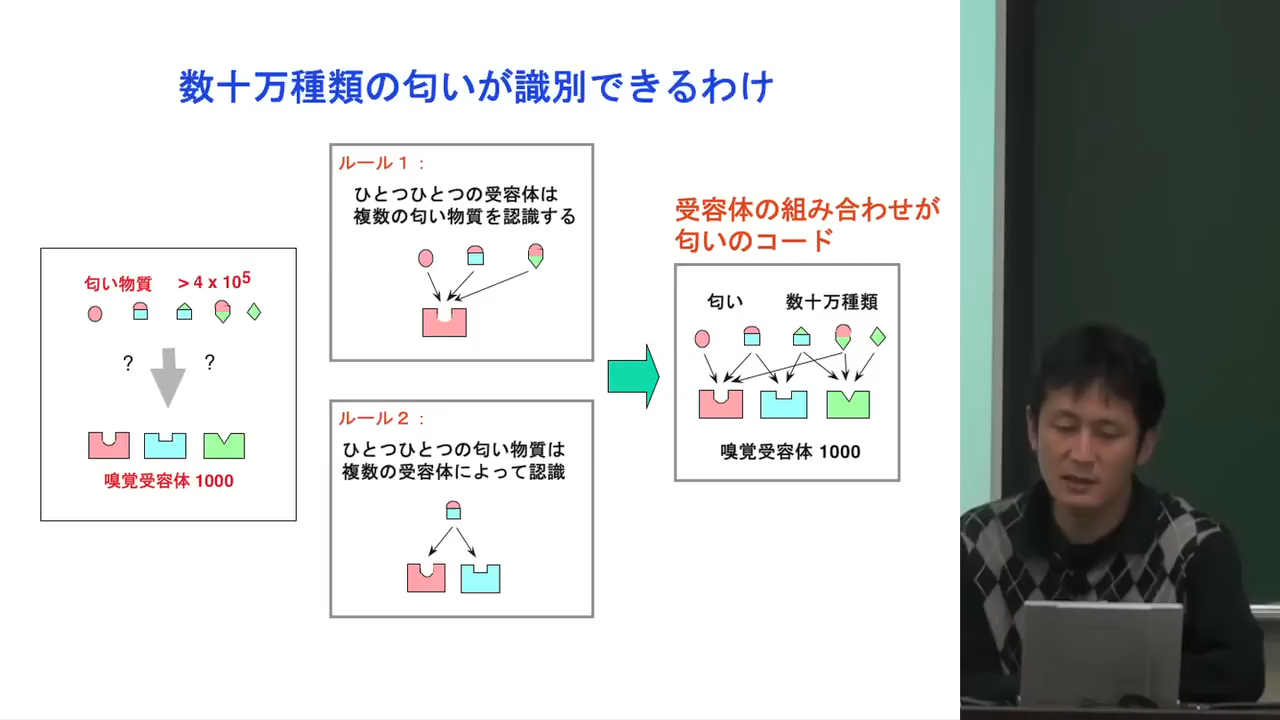 数十万種類の匂いが識別できるわけ
匂い物質 ＞4 x 10⁵
? ?
嗅覚受容体 1000
ルール１：
ひとつひとつの受容体は
複数の匂い物質を認識する
ルール２：
ひとつひとつの匂い物質は
複数の受容体によって認識
受容体の組み合わせが
匂いのコード
匂い 数十万種類
嗅覚受容体 1000